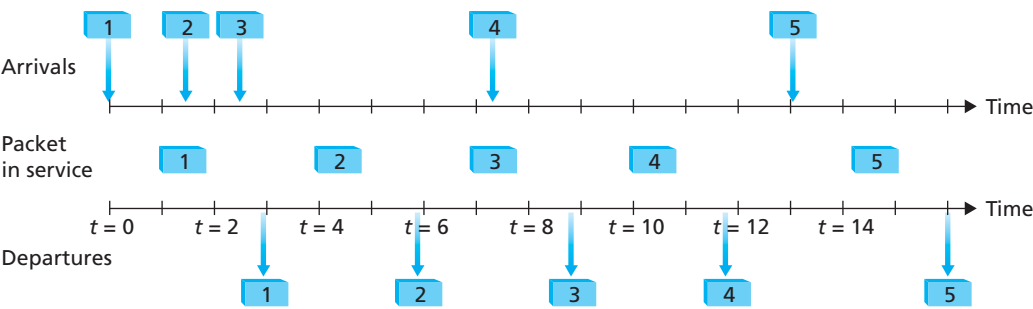 1 2 3 4 5
Arrivals
Time
Packet
in service
1 2 3 4 5
Time
t = 0 t = 2 t = 4 t = 6 t = 8 t = 10 t = 12 t = 14
Departures
1 2 3 4 5